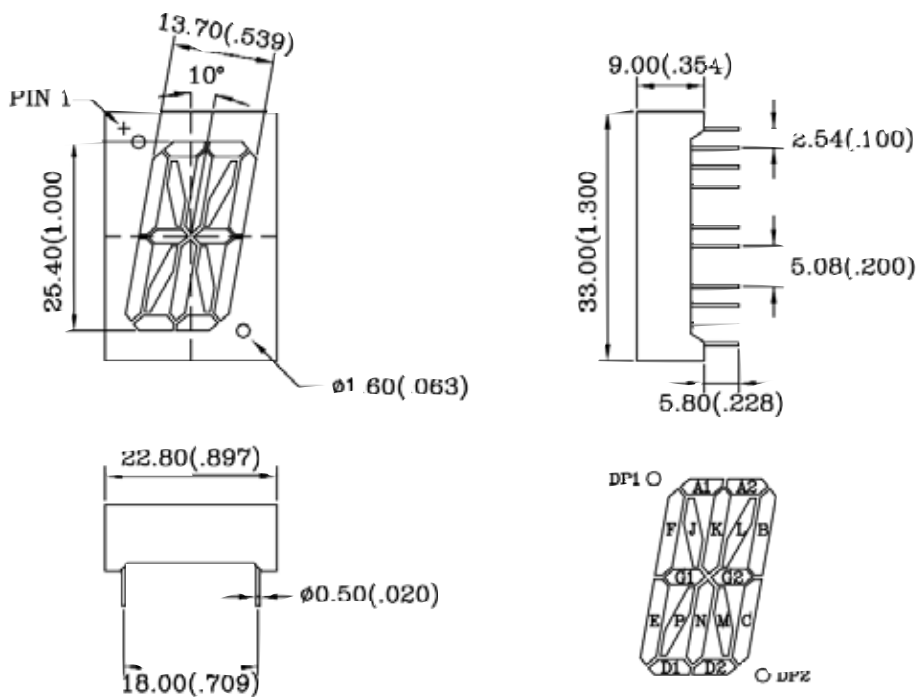 13.70(.539)
10°
PIN 1
25.40(1.000
ø1.60(.063)
9.00(.354)
2.54(.100)
33.00(1.300
5.08(.200)
5.80(.228)
22.80(.897)
ø0.50(.020)
18.00(.709)
DP1
A1 A2
F J K L B
G1 G2
E P N M C
D1 D2
DP2